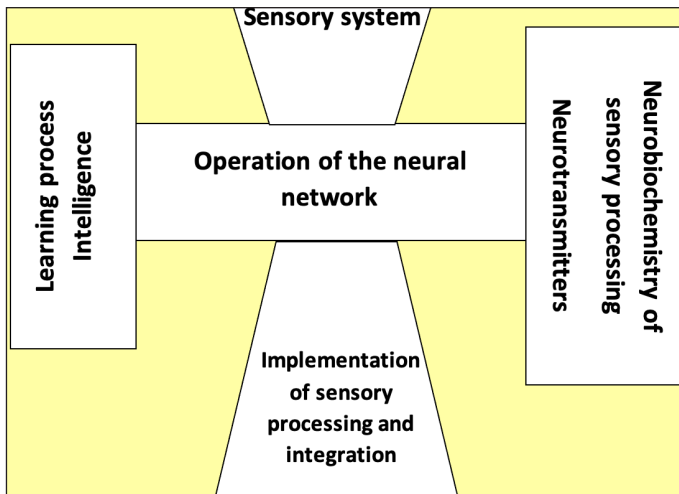 Sensory system
Learning process
Intelligence
Operation of the neural
network
Neurobiochemistry of
sensory processing
Neurotransmitters
Implementation
of sensory
processing and
integration